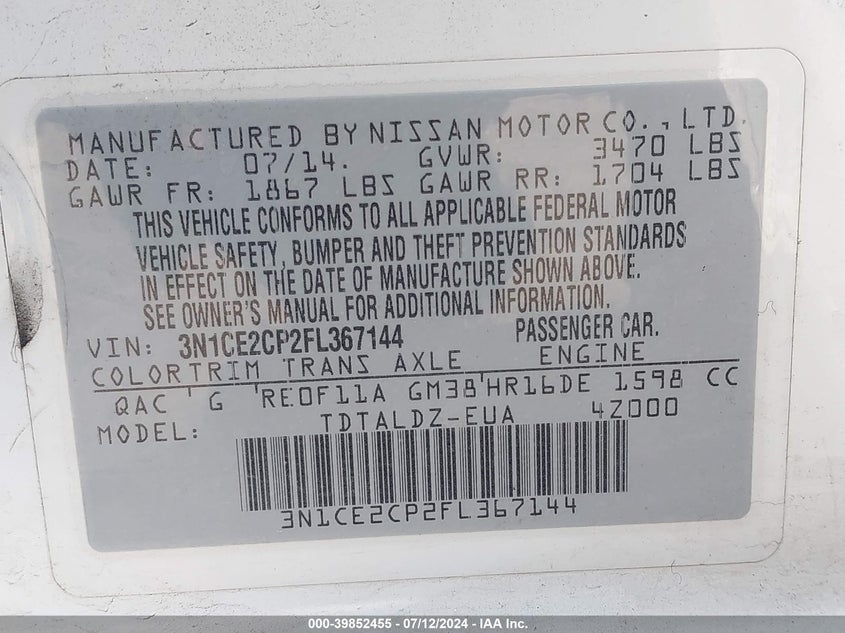 MANUFACTURED BY NISSAN MOTOR CO., LTD.
DATE: 07/14. GVWR: 3470 LBS
GAWR FR: 1867 LBS GAWR RR: 1704 LBS
THIS VEHICLE CONFORMS TO ALL APPLICABLE FEDERAL MOTOR
VEHICLE SAFETY, BUMPER AND THEFT PREVENTION STANDARDS
IN EFFECT ON THE DATE OF MANUFACTURE SHOWN ABOVE.
SEE OWNER'S MANUAL FOR ADDITIONAL INFORMATION.
VIN: 3N1CE2CP2FL367144 PASSENGER CAR.
COLOR TRIM TRANS AXLE ENGINE
QAC G RE0F11A GM38 HR16DE 1598 CC
MODEL: TDTALDZ-EUA 4Z000
3N1CE2CP2FL367144
000-39852455 - 07/12/2024 - IAA Inc.